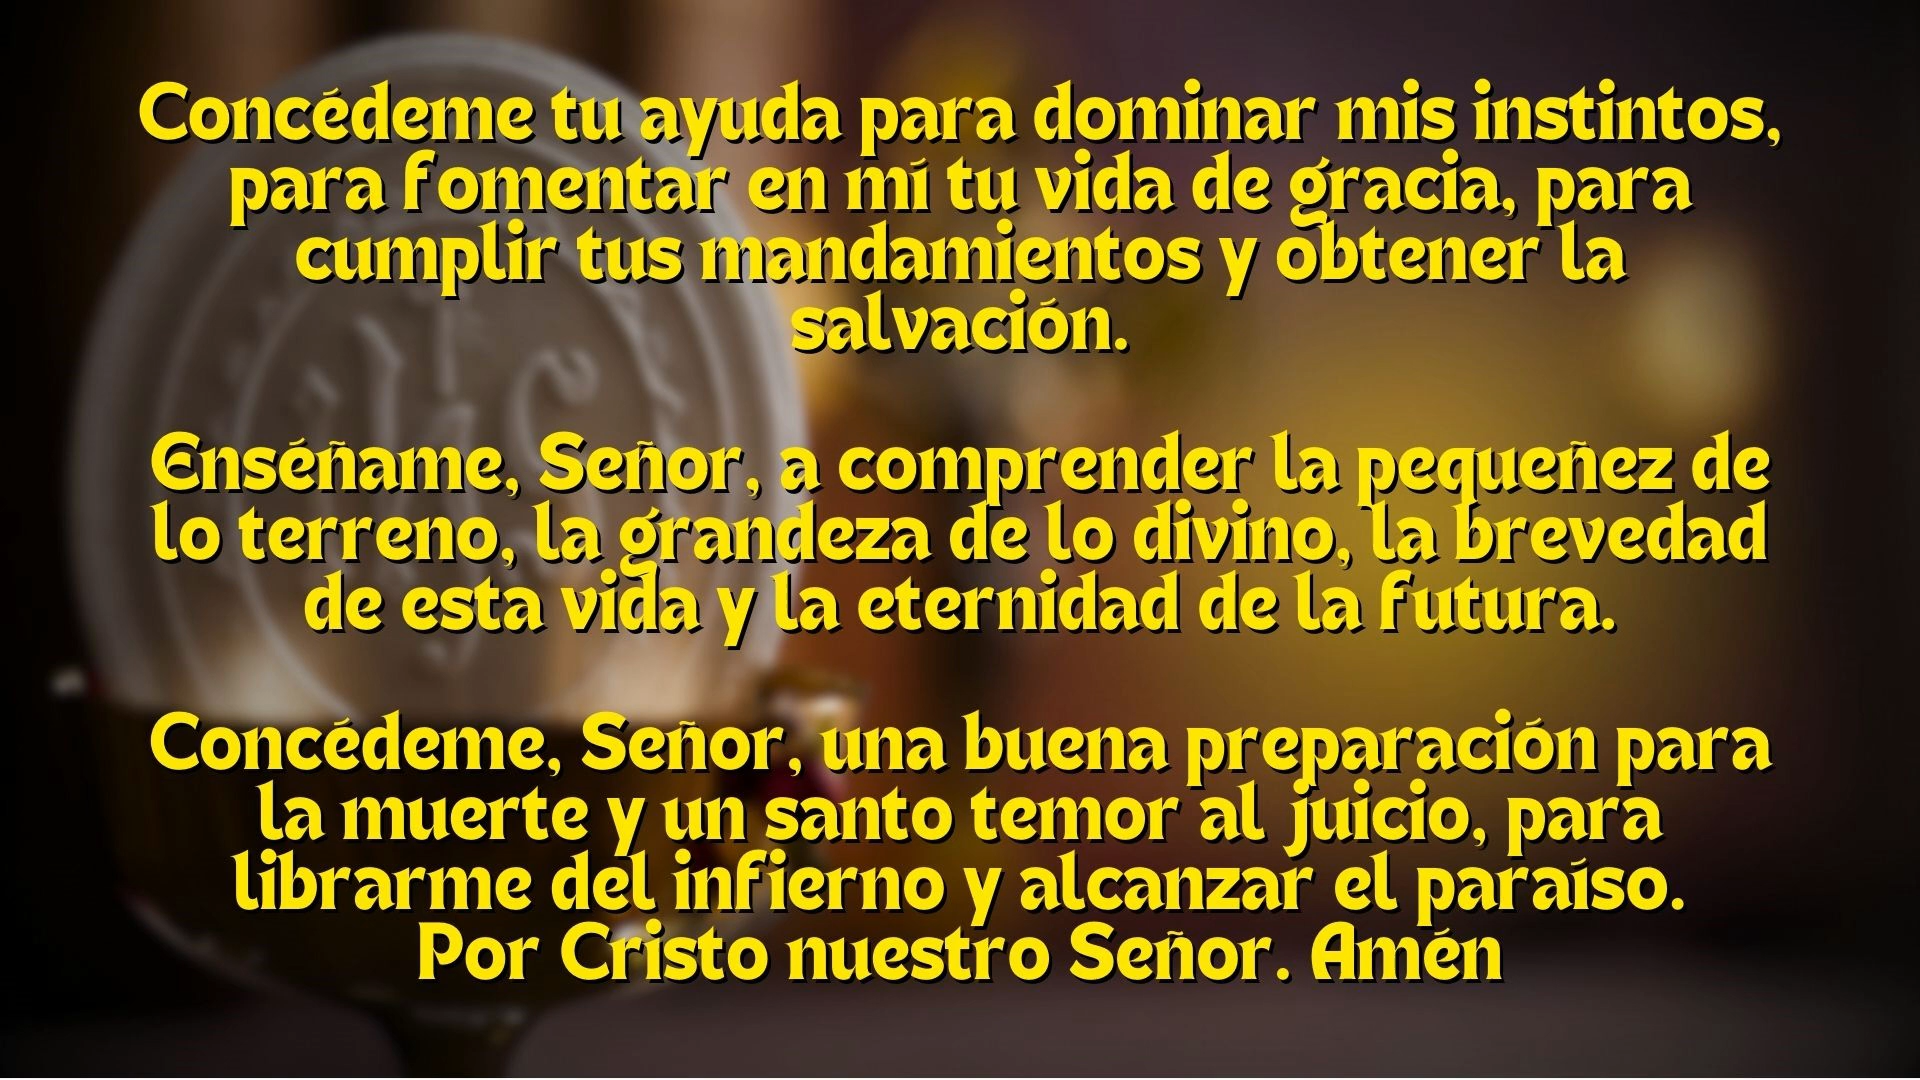 Concédeme tu ayuda para dominar mis instintos,
para fomentar en mí tu vida de gracia, para
cumplir tus mandamientos y obtener la
salvación.
Enséñame, Señor, a comprender la pequeñez de
lo terreno, la grandeza de lo divino, la brevedad
de esta vida y la eternidad de la futura.
Concédeme, Señor, una buena preparación para
la muerte y un santo temor al juicio, para
librarme del infierno y alcanzar el paraíso.
Por Cristo nuestro Señor. Amén